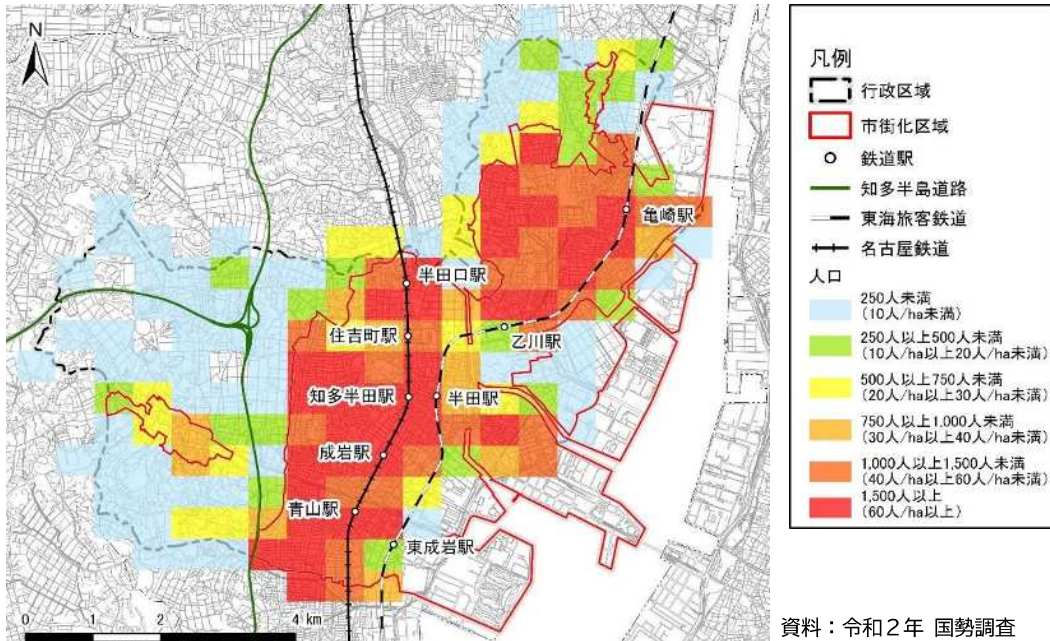 N
亀崎駅
半田口駅
住吉町駅
乙川駅
知多半田駅
半田駅
成岩駅
青山駅
東成岩駅
0 1 2 4 km
凡例
行政区域
市街化区域
鉄道駅
知多半島道路
東海旅客鉄道
名古屋鉄道
人口
250人未満
(10人/ha未満)
250人以上500人未満
(10人/ha以上20人/ha未満)
500人以上750人未満
(20人/ha以上30人/ha未満)
750人以上1,000人未満
(30人/ha以上40人/ha未満)
1,000人以上1,500人未満
(40人/ha以上60人/ha未満)
1,500人以上
(60人/ha以上)
資料：令和２年 国勢調査